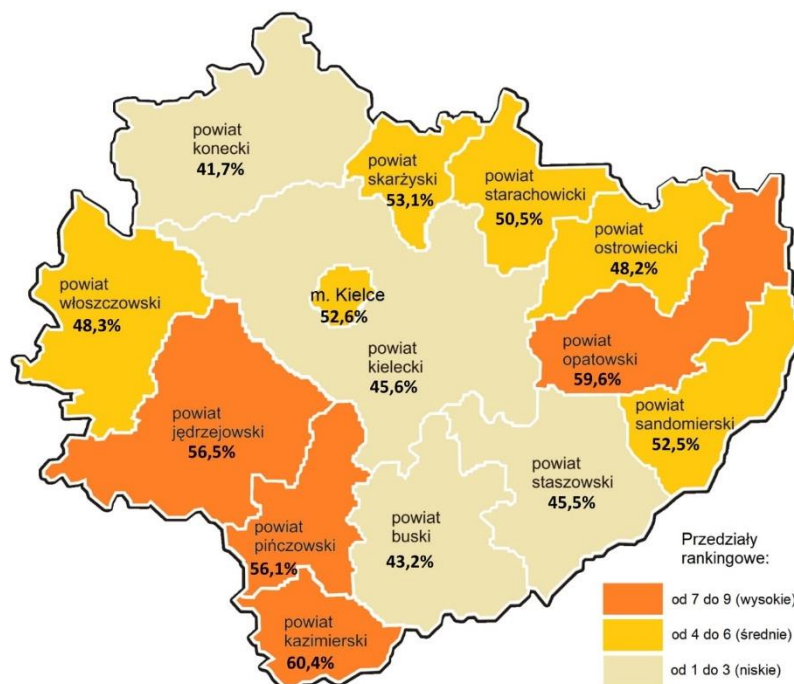 powiat
konecki
41,7%
powiat
skarżyski
53,1%
powiat
starachowicki
50,5%
powiat
ostrowiecki
48,2%
powiat
włoszczowski
48,3%
m. Kielce
52,6%
powiat
kielecki
45,6%
powiat
opatowski
59,6%
powiat
jędrzejowski
56,5%
powiat
sandomierski
52,5%
powiat
staszowski
45,5%
powiat
pińczowski
56,1%
powiat
buski
43,2%
powiat
kazimierski
60,4%
Przedziały
rankingowe:
od 7 do 9 (wysokie)
od 4 do 6 (średnie)
od 1 do 3 (niskie)